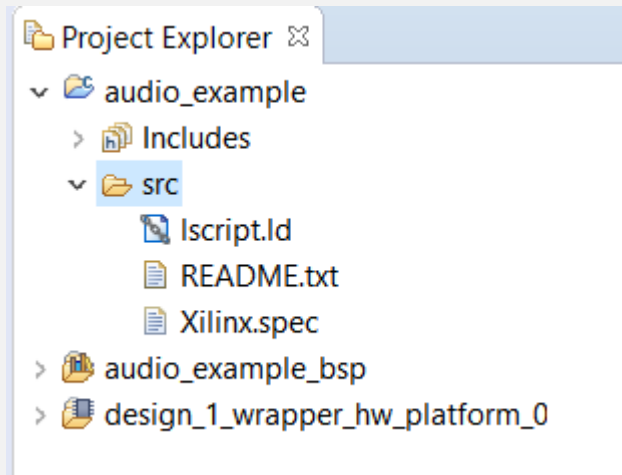 Project Explorer
audio_example
Includes
src
lscript.ld
README.txt
Xilinx.spec
audio_example_bsp
design_1_wrapper_hw_platform_0